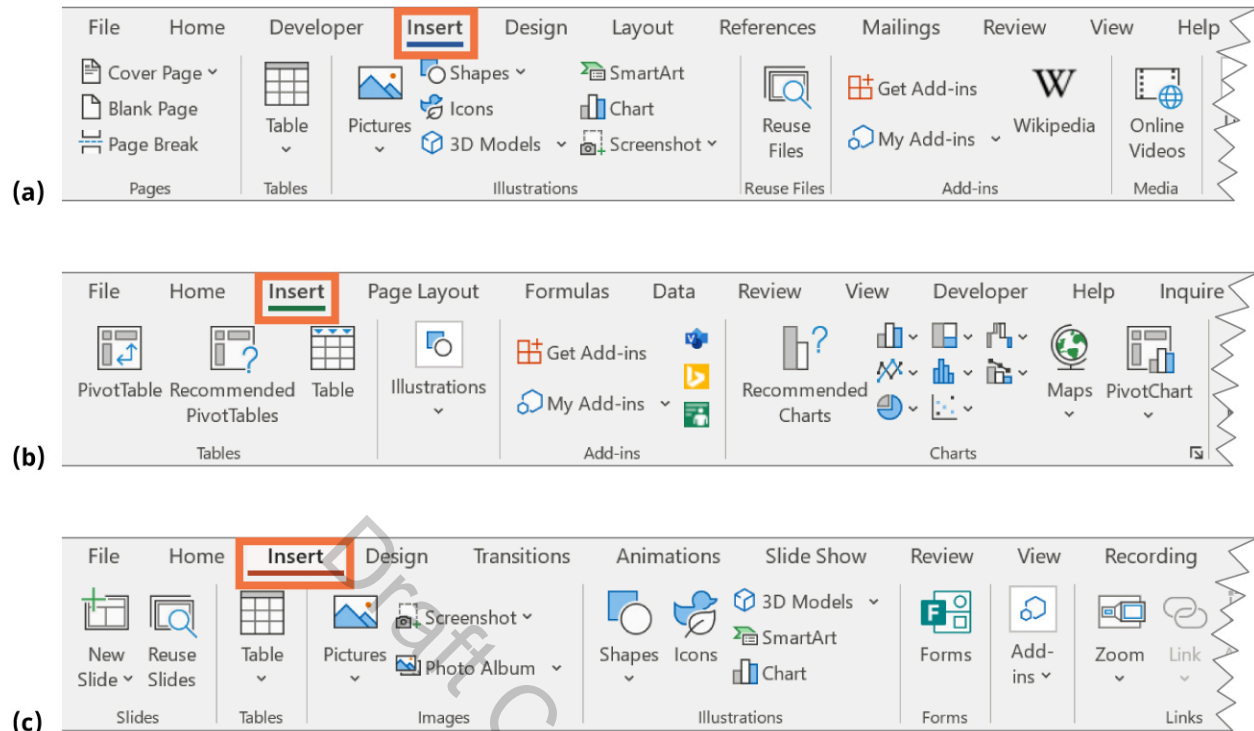 File Home Developer Insert Design Layout References Mailings Review View Help
Cover Page Shapes SmartArt
Get Add-ins W
Blank Page Icons Chart
Table Pictures Reuse Files Wikipedia Online Videos
Page Break 3D Models Screenshot My Add-ins
(a) Pages Tables Illustrations Reuse Files Add-ins Media
File Home Insert Page Layout Formulas Data Review View Developer Help Inquire
Get Add-ins
PivotTable Recommended PivotTables Table Illustrations Recommended Charts Maps PivotChart
My Add-ins
(b) Tables Add-ins Charts
File Home Insert Design Transitions Animations Slide Show Review View Recording
Screenshot 3D Models
SmartArt
New Slide Reuse Slides Table Pictures Photo Album Shapes Icons Chart Forms Add-ins Zoom Link
(c) Slides Tables Images Illustrations Forms Links
Draft C